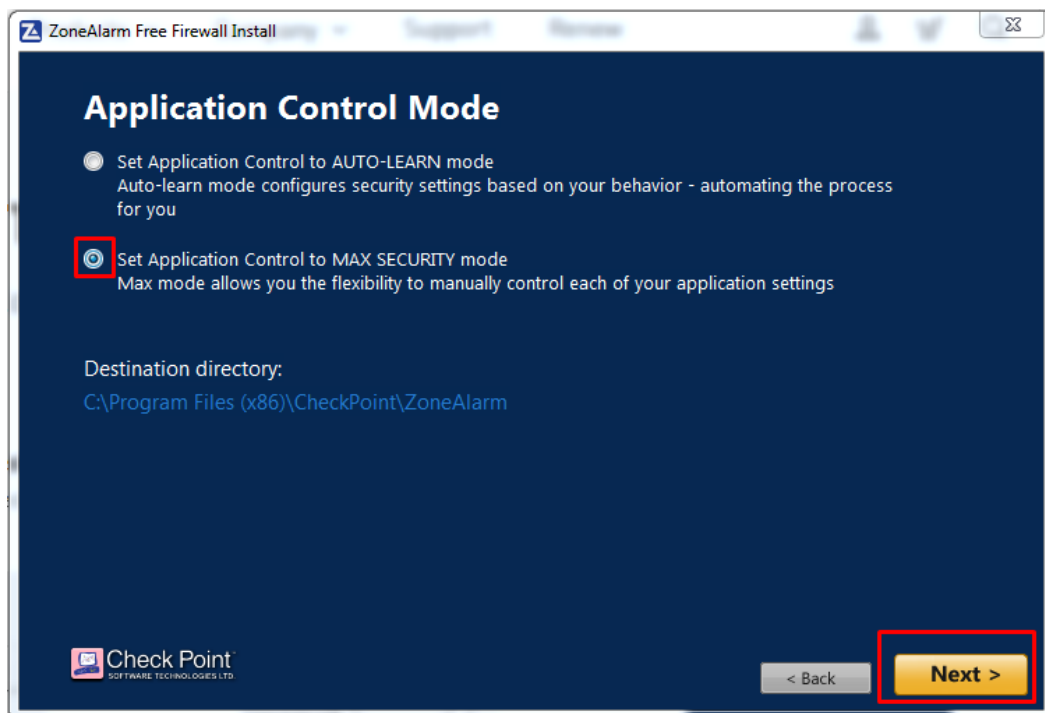 ZoneAlarm Free Firewall Install
Support Renew
Application Control Mode
Set Application Control to AUTO-LEARN mode
Auto-learn mode configures security settings based on your behavior - automating the process
for you
Set Application Control to MAX SECURITY mode
Max mode allows you the flexibility to manually control each of your application settings
Destination directory:
C:\Program Files (x86)\CheckPoint\ZoneAlarm
Check Point
SOFTWARE TECHNOLOGIES LTD.
< Back
Next >